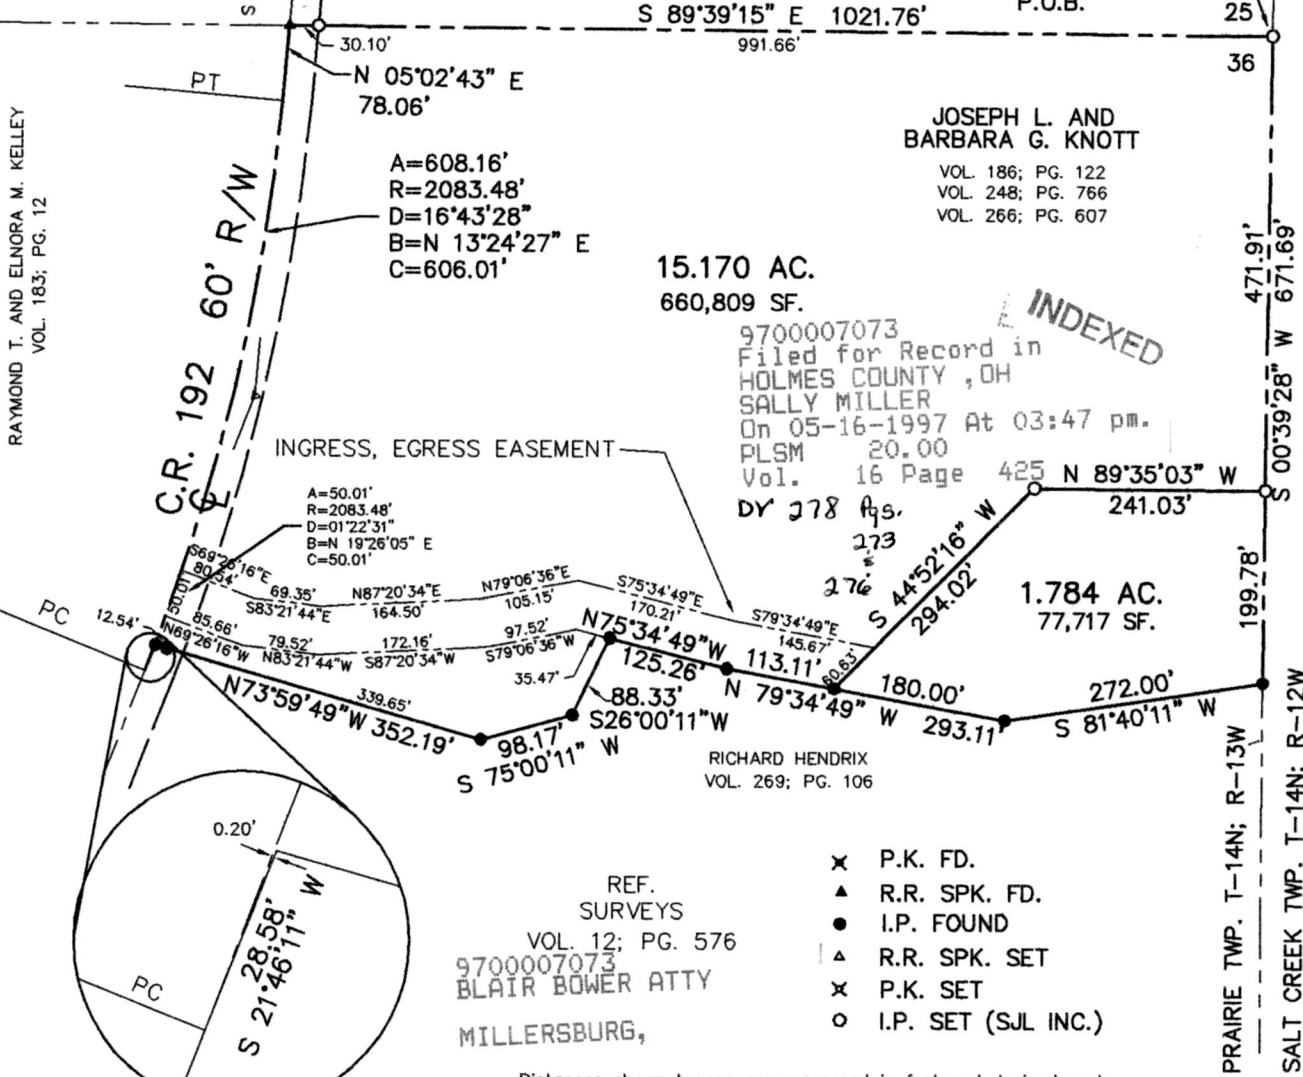 S 89°39'15" E 1021.76'
991.66'
P.O.B.
25
36
S
30.10'
N 05°02'43" E
78.06'
PT
RAYMOND T. AND ELNORA M. KELLEY
VOL. 183; PG. 12
A=608.16'
R=2083.48'
D=16°43'28"
B=N 13°24'27" E
C=606.01'
JOSEPH L. AND
BARBARA G. KNOTT
VOL. 186; PG. 122
VOL. 248; PG. 766
VOL. 266; PG. 607
C.R. 192 60' R/W
15.170 AC.
660,809 SF.
471.91'
S 00°39'28" W 671.69'
INDEXED
9700007073
Filed for Record in
HOLMES COUNTY ,OH
SALLY MILLER
On 05-16-1997 At 03:47 pm.
PLSM 20.00
Vol. 16 Page 425
DV 278 Pgs.
273
&
276
INGRESS, EGRESS EASEMENT
N 89°35'03" W
241.03'
A=50.01'
R=2083.48'
D=01°22'31"
B=N 19°26'05" E
C=50.01'
S69°26'16"E
80.54'
69.35'
S83°21'44"E
N87°20'34"E
164.50'
N79°06'36"E
105.15'
S75°34'49"E
170.21'
S79°34'49"E
145.67'
S 44°52'16" W
294.02'
1.784 AC.
77,717 SF.
199.78'
PC
12.54'
50.01'
85.66'
N69°26'16"W
79.52'
N83°21'44"W
172.16'
S87°20'34"W
97.52'
S79°06'36"W
35.47'
N75°34'49"W
125.26'
113.11'
60.63'
N 79°34'49" W
180.00'
293.11'
272.00'
S 81°40'11" W
339.65'
N73°59'49"W 352.19'
98.17'
S 75°00'11" W
88.33'
S26°00'11"W
RICHARD HENDRIX
VOL. 269; PG. 106
0.20'
28.58'
S 21°46'11" W
PC
REF.
SURVEYS
VOL. 12; PG. 576
9700007073
BLAIR BOWER ATTY
MILLERSBURG,
P.K. FD.
R.R. SPK. FD.
I.P. FOUND
R.R. SPK. SET
P.K. SET
I.P. SET (SJL INC.)
PRAIRIE TWP. T-14N; R-13W
SALT CREEK TWP. T-14N; R-12W